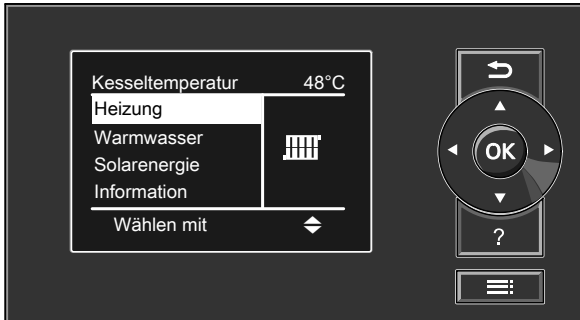 Kesseltemperatur 48°C
Heizung
Warmwasser
Solarenergie
Information
Wählen mit
OK
?